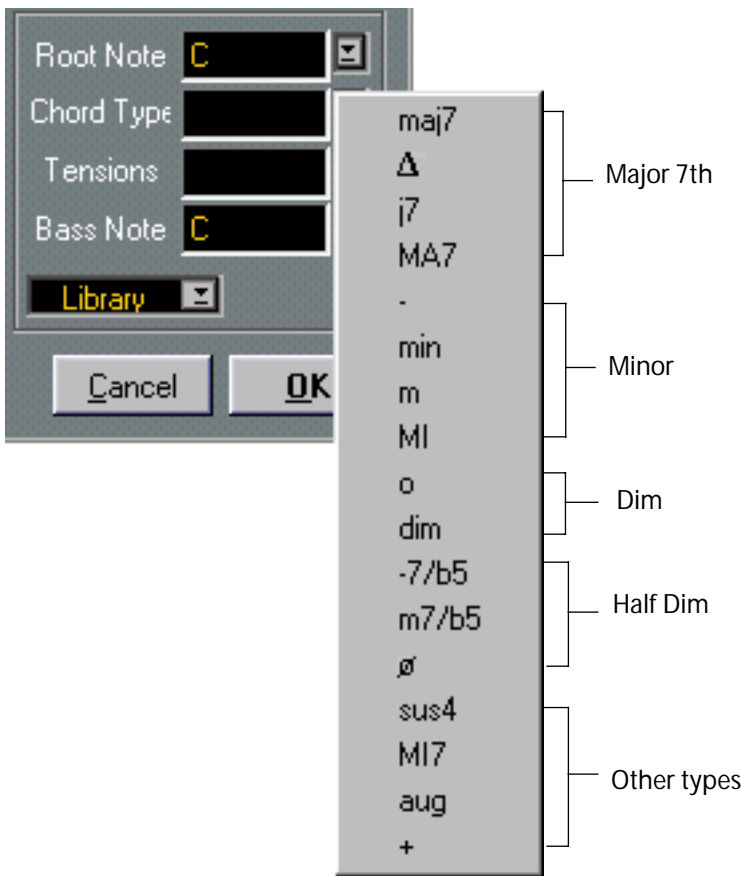 Root Note C
Chord Type
Tensions
Bass Note C
Library
Cancel OK
maj7
Δ
j7
MA7
Major 7th
-
min
m
MI
Minor
o
dim
Dim
-7/b5
m7/b5
ø
Half Dim
sus4
MI7
aug
+
Other types